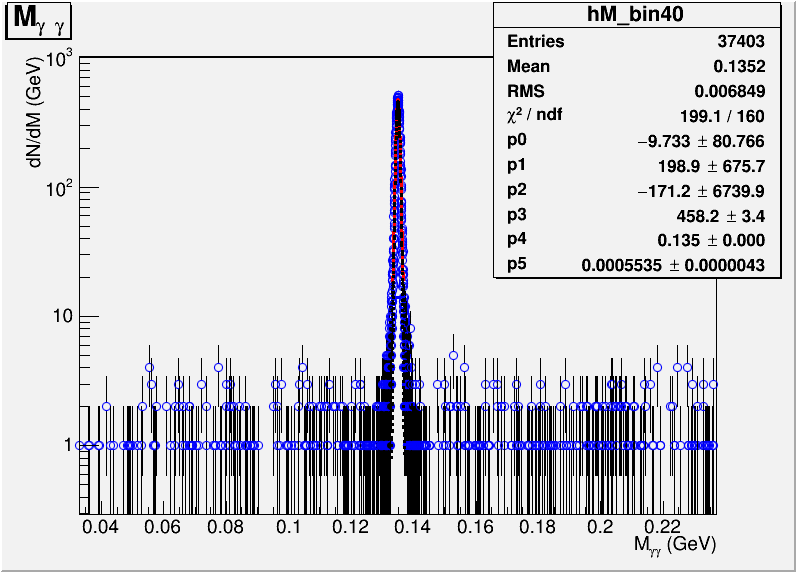 Mγ γ
hM_bin40
Entries 37403
Mean 0.1352
RMS 0.006849
χ² / ndf 199.1 / 160
p0 −9.733 ± 80.766
p1 198.9 ± 675.7
p2 −171.2 ± 6739.9
p3 458.2 ± 3.4
p4 0.135 ± 0.000
p5 0.0005535 ± 0.0000043
dN/dM (GeV)
10³
10²
10
1
0.04 0.06 0.08 0.1 0.12 0.14 0.16 0.18 0.2 0.22
Mγγ (GeV)